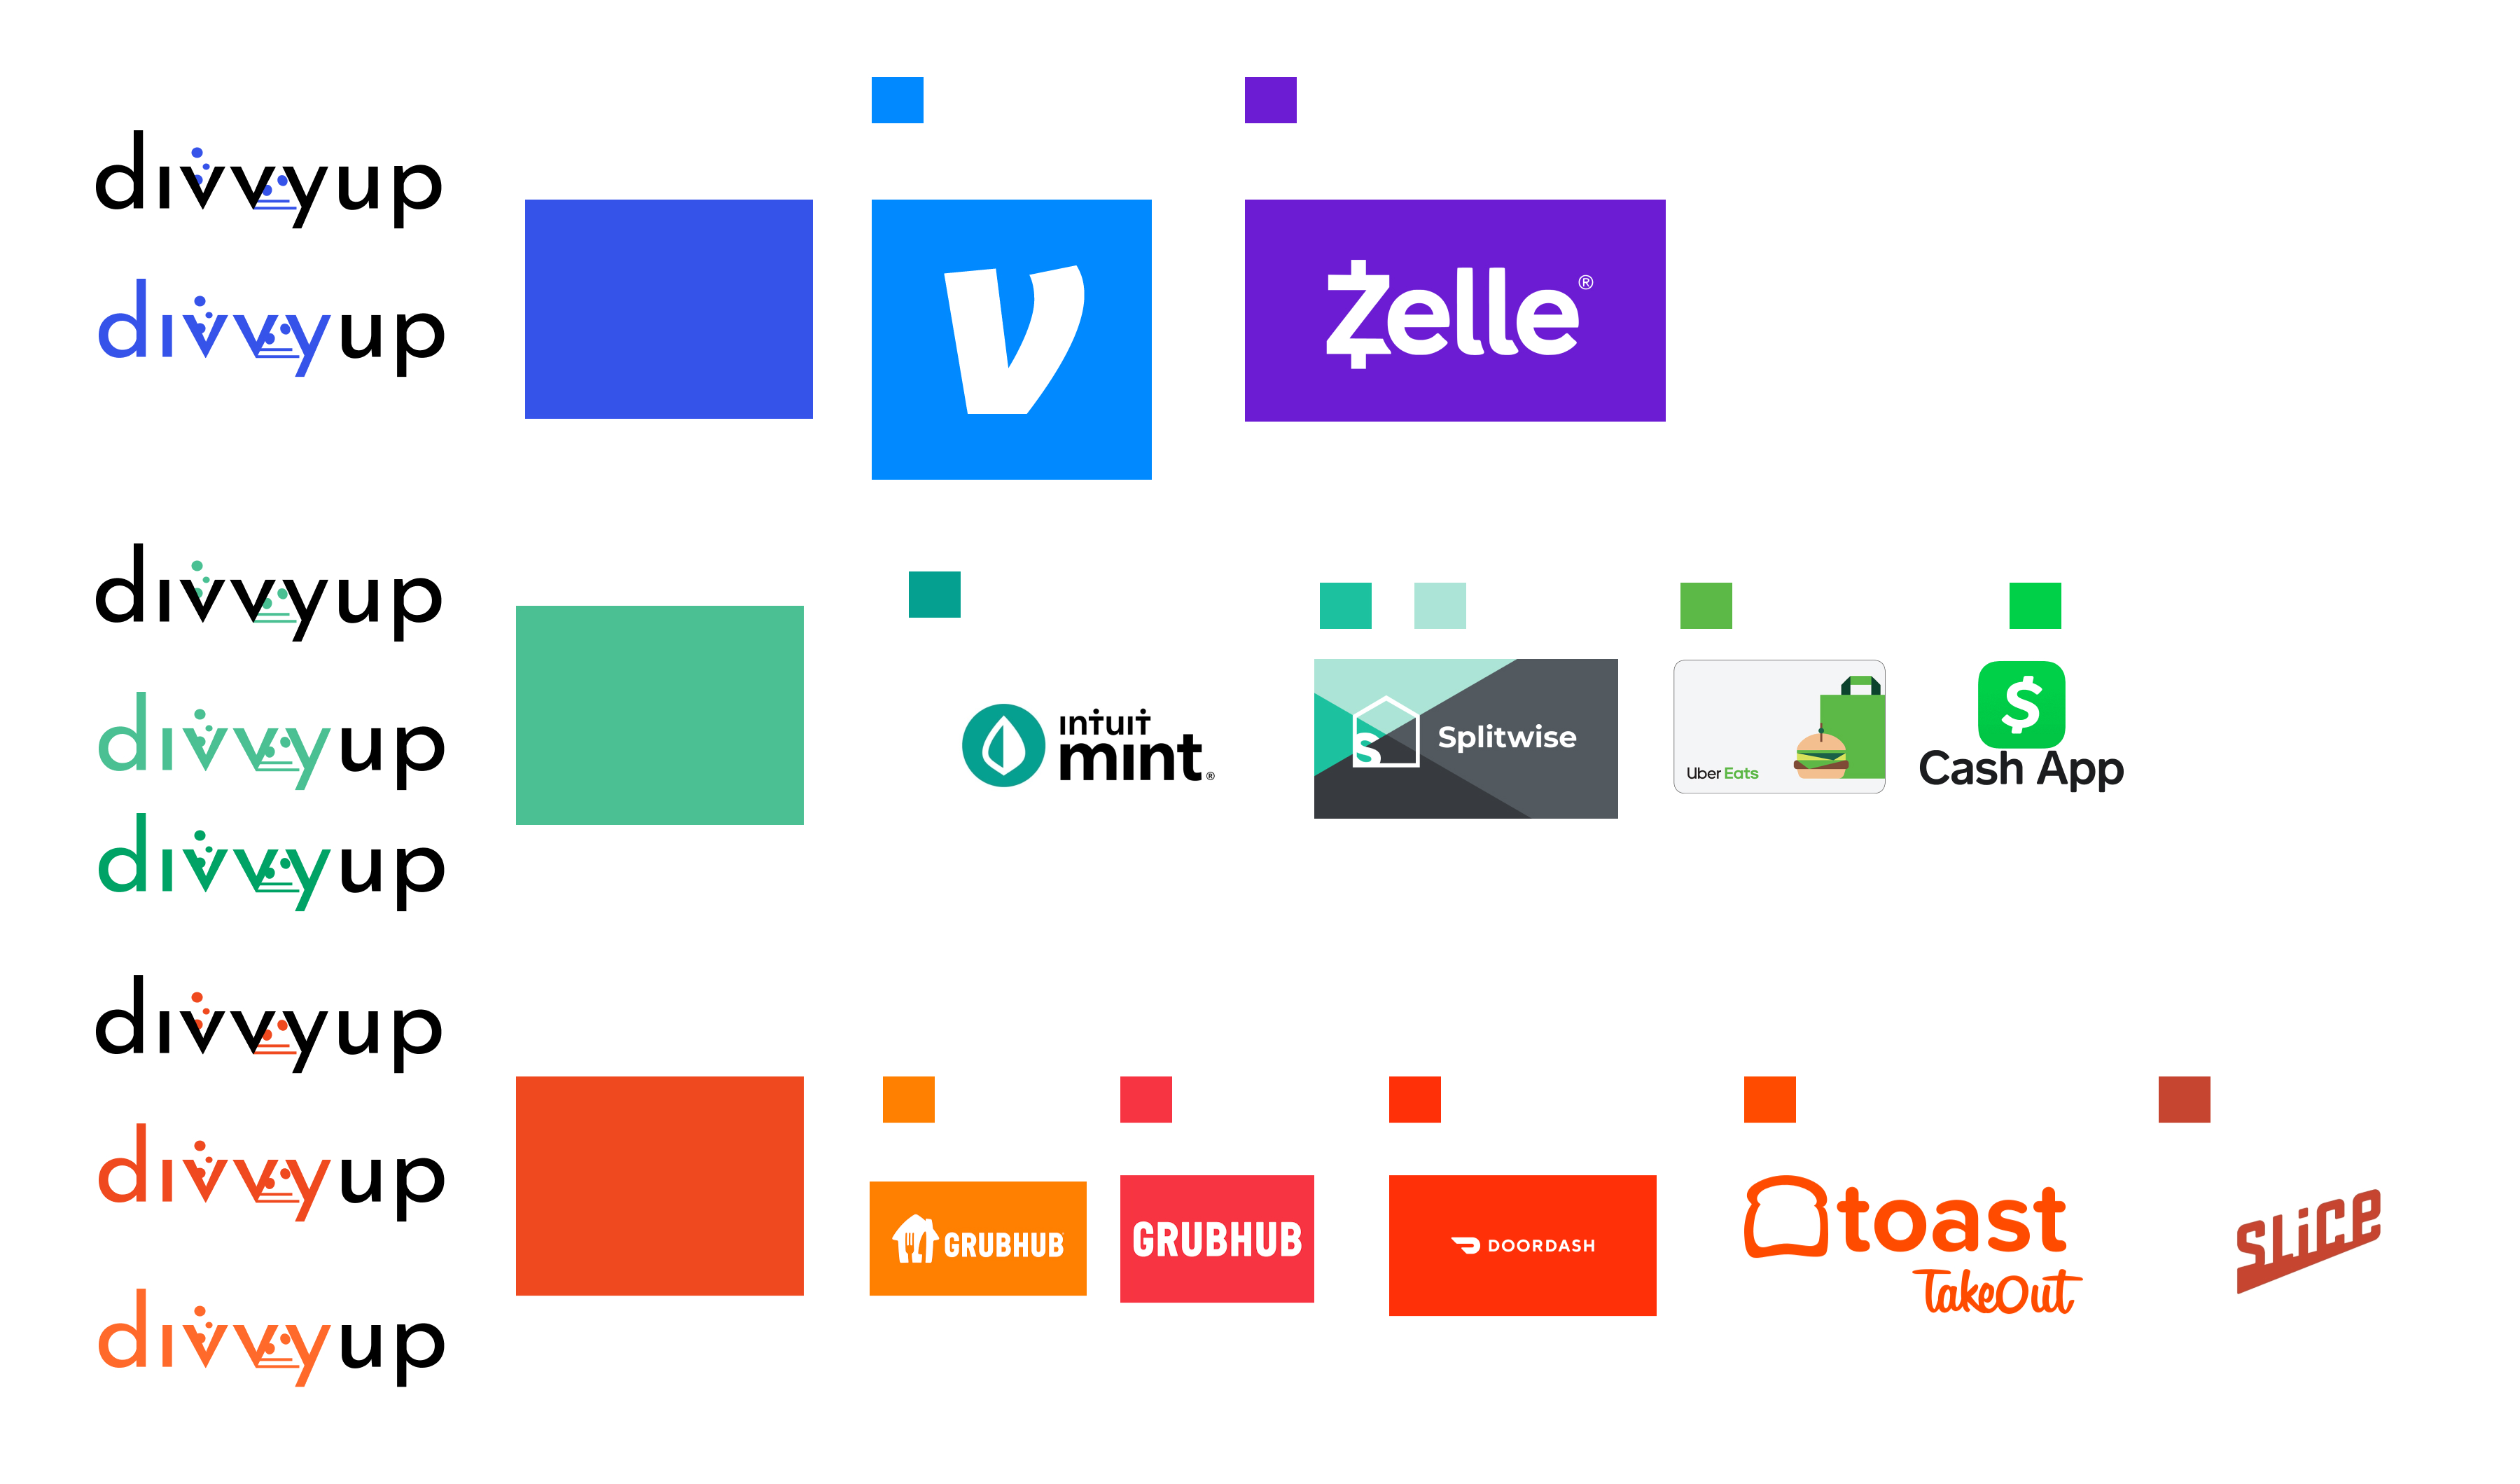 divvyup
divvyup
V
Zelle®
divvyup
divvyup
divvyup
ıntuıt
mint®
S
Splitwise
Uber Eats
$
Cash App
divvyup
divvyup
divvyup
GRUBHUB
GRUBHUB
DOORDASH
toast
TakeOut
SLiCE